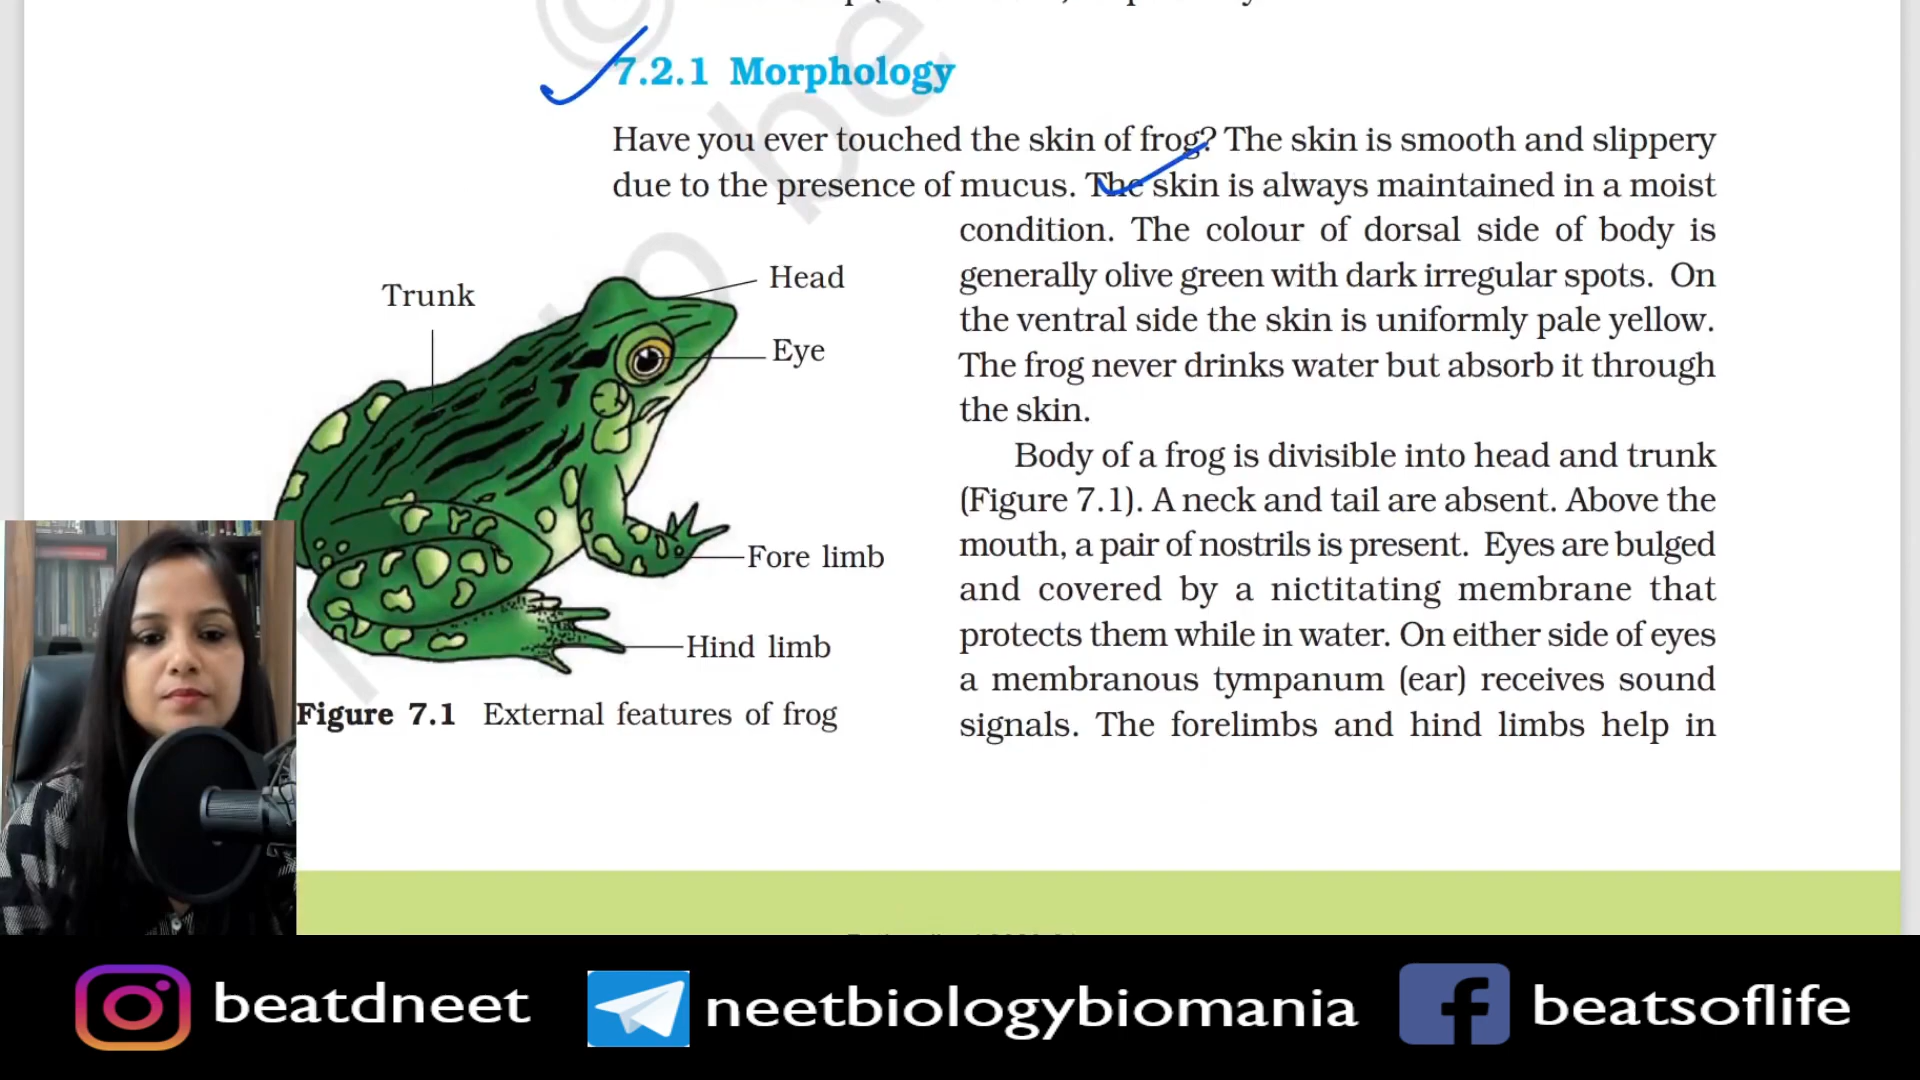 7.2.1 Morphology
Have you ever touched the skin of frog? The skin is smooth and slippery
due to the presence of mucus. The skin is always maintained in a moist
condition. The colour of dorsal side of body is
generally olive green with dark irregular spots. On
the ventral side the skin is uniformly pale yellow.
The frog never drinks water but absorb it through
the skin.
Body of a frog is divisible into head and trunk
(Figure 7.1). A neck and tail are absent. Above the
mouth, a pair of nostrils is present. Eyes are bulged
and covered by a nictitating membrane that
protects them while in water. On either side of eyes
a membranous tympanum (ear) receives sound
signals. The forelimbs and hind limbs help in
Trunk
Head
Eye
Fore limb
Hind limb
Figure 7.1 External features of frog
beatdneet
neetbiologybiomania
beatsoflife